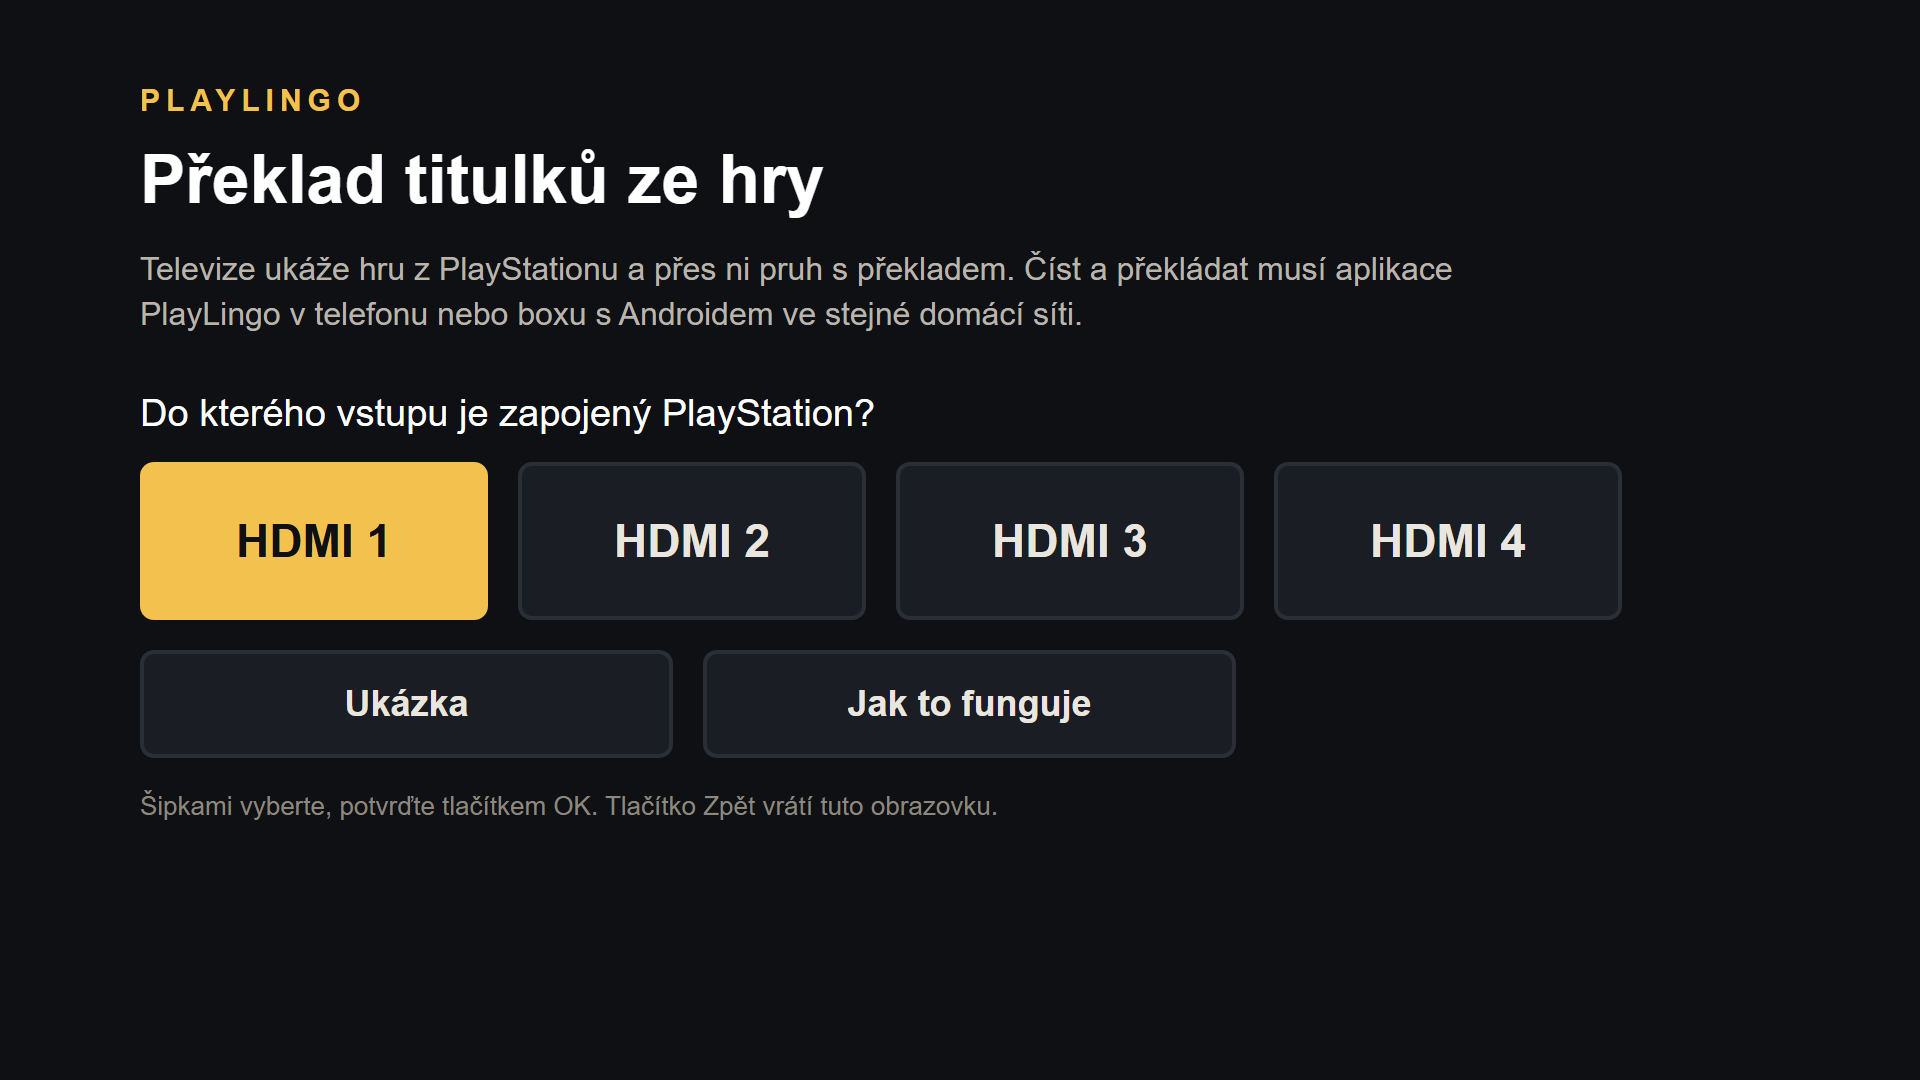 PLAYLINGO
Překlad titulků ze hry
Televize ukáže hru z PlayStationu a přes ni pruh s překladem. Číst a překládat musí aplikace
PlayLingo v telefonu nebo boxu s Androidem ve stejné domácí síti.
Do kterého vstupu je zapojený PlayStation?
HDMI 1 HDMI 2 HDMI 3 HDMI 4
Ukázka Jak to funguje
Šipkami vyberte, potvrďte tlačítkem OK. Tlačítko Zpět vrátí tuto obrazovku.